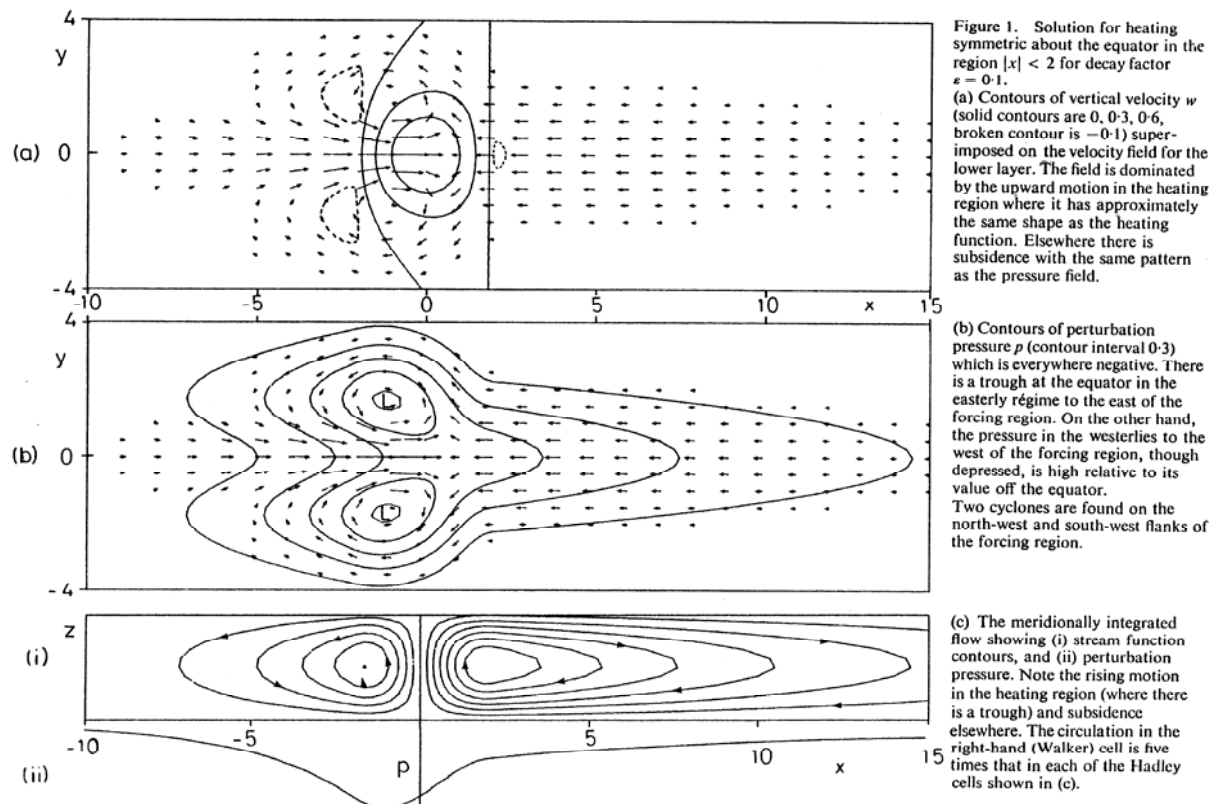 4
y
(a)
0
-4
-10
-5
0
x
5
10
15
4
y
(b)
0
-4
L
L
z
(i)
-10
-5
0
5
10
15
p
x
(ii)
Figure 1. Solution for heating
symmetric about the equator in the
region |x| < 2 for decay factor
ε = 0·1.
(a) Contours of vertical velocity w
(solid contours are 0, 0·3, 0·6,
broken contour is −0·1) super-
imposed on the velocity field for the
lower layer. The field is dominated
by the upward motion in the heating
region where it has approximately
the same shape as the heating
function. Elsewhere there is
subsidence with the same pattern
as the pressure field.
(b) Contours of perturbation
pressure p (contour interval 0·3)
which is everywhere negative. There
is a trough at the equator in the
easterly régime to the east of the
forcing region. On the other hand,
the pressure in the westerlies to the
west of the forcing region, though
depressed, is high relative to its
value off the equator.
Two cyclones are found on the
north-west and south-west flanks of
the forcing region.
(c) The meridionally integrated
flow showing (i) stream function
contours, and (ii) perturbation
pressure. Note the rising motion
in the heating region (where there
is a trough) and subsidence
elsewhere. The circulation in the
right-hand (Walker) cell is five
times that in each of the Hadley
cells shown in (c).